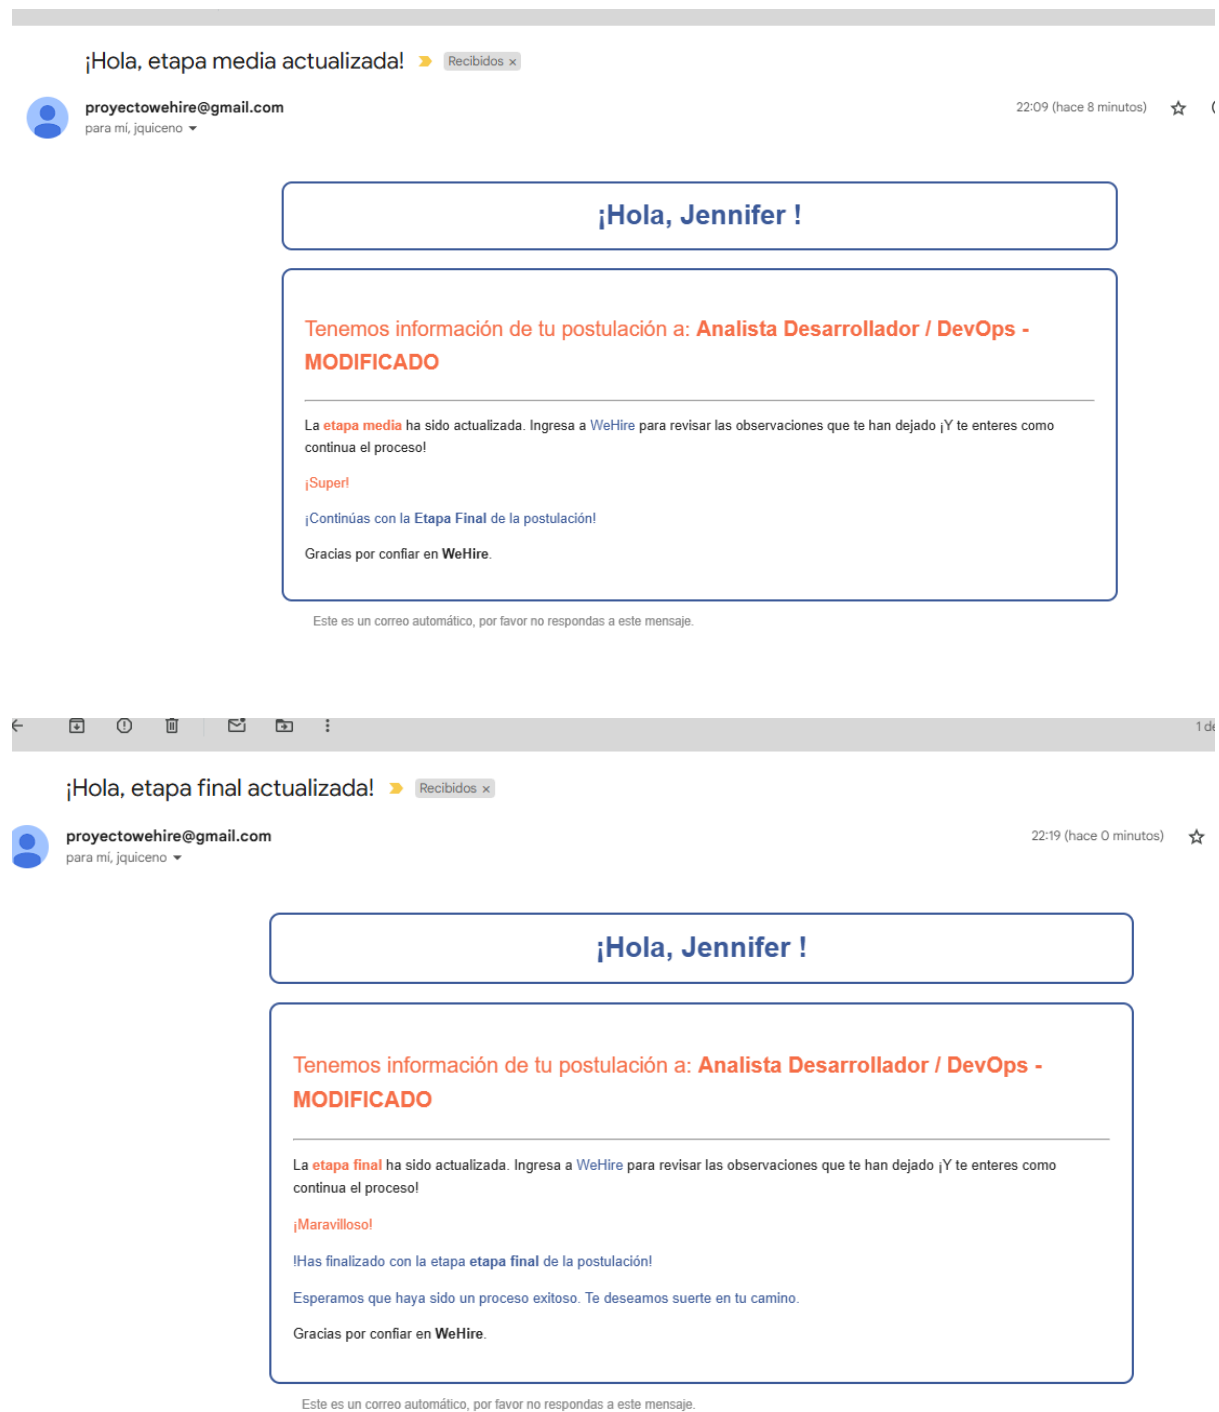 ¡Hola, etapa media actualizada! Recibidos ×
proyectowehire@gmail.com 22:09 (hace 8 minutos)
para mí, jquiceno
¡Hola, Jennifer !
Tenemos información de tu postulación a: Analista Desarrollador / DevOps -
MODIFICADO
La etapa media ha sido actualizada. Ingresa a WeHire para revisar las observaciones que te han dejado ¡Y te enteres como
continua el proceso!
¡Super!
¡Continúas con la Etapa Final de la postulación!
Gracias por confiar en WeHire.
Este es un correo automático, por favor no respondas a este mensaje.
1 de
¡Hola, etapa final actualizada! Recibidos ×
proyectowehire@gmail.com 22:19 (hace 0 minutos)
para mí, jquiceno
¡Hola, Jennifer !
Tenemos información de tu postulación a: Analista Desarrollador / DevOps -
MODIFICADO
La etapa final ha sido actualizada. Ingresa a WeHire para revisar las observaciones que te han dejado ¡Y te enteres como
continua el proceso!
¡Maravilloso!
!Has finalizado con la etapa etapa final de la postulación!
Esperamos que haya sido un proceso exitoso. Te deseamos suerte en tu camino.
Gracias por confiar en WeHire.
Este es un correo automático, por favor no respondas a este mensaje.